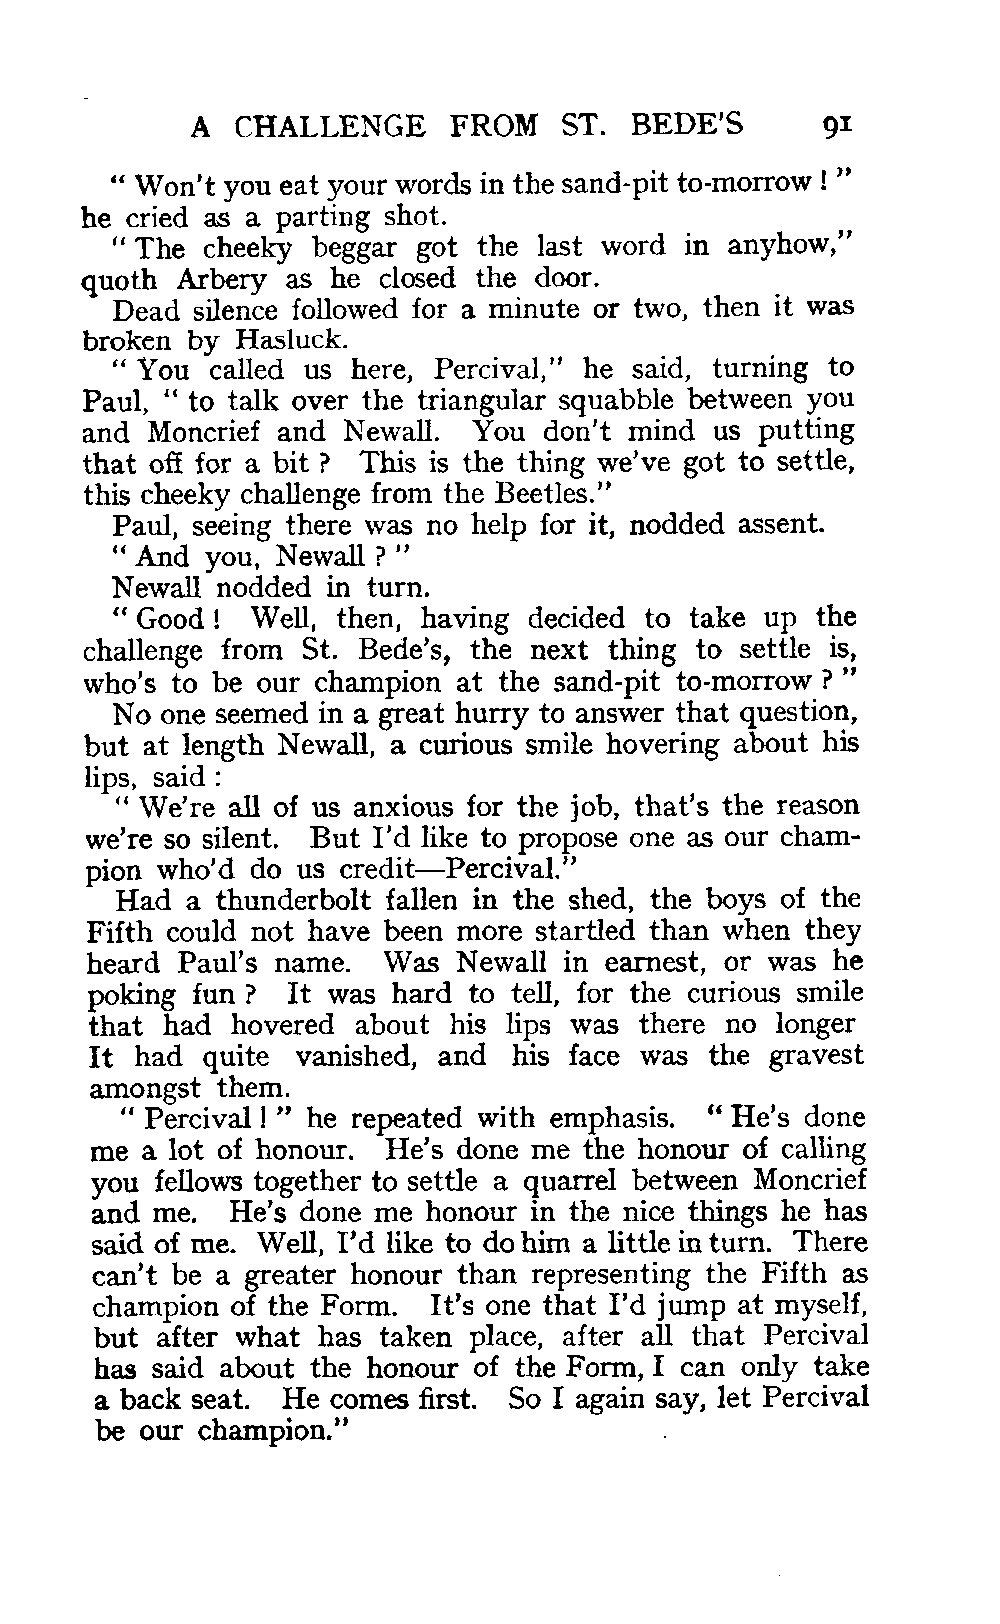 A CHALLENGE FROM ST. BEDE'S 91
" Won't you eat your words in the sand-pit to-morrow ! "
he cried as a parting shot.
" The cheeky beggar got the last word in anyhow,"
quoth Arbery as he closed the door.
Dead silence followed for a minute or two, then it was
broken by Hasluck.
" You called us here, Percival," he said, turning to
Paul, " to talk over the triangular squabble between you
and Moncrief and Newall. You don't mind us putting
that off for a bit ? This is the thing we've got to settle,
this cheeky challenge from the Beetles."
Paul, seeing there was no help for it, nodded assent.
" And you, Newall ? "
Newall nodded in turn.
" Good ! Well, then, having decided to take up the
challenge from St. Bede's, the next thing to settle is,
who's to be our champion at the sand-pit to-morrow ? "
No one seemed in a great hurry to answer that question,
but at length Newall, a curious smile hovering about his
lips, said :
" We're all of us anxious for the job, that's the reason
we're so silent. But I'd like to propose one as our cham-
pion who'd do us credit—Percival."
Had a thunderbolt fallen in the shed, the boys of the
Fifth could not have been more startled than when they
heard Paul's name. Was Newall in earnest, or was he
poking fun ? It was hard to tell, for the curious smile
that had hovered about his lips was there no longer
It had quite vanished, and his face was the gravest
amongst them.
" Percival ! " he repeated with emphasis. " He's done
me a lot of honour. He's done me the honour of calling
you fellows together to settle a quarrel between Moncrief
and me. He's done me honour in the nice things he has
said of me. Well, I'd like to do him a little in turn. There
can't be a greater honour than representing the Fifth as
champion of the Form. It's one that I'd jump at myself,
but after what has taken place, after all that Percival
has said about the honour of the Form, I can only take
a back seat. He comes first. So I again say, let Percival
be our champion."